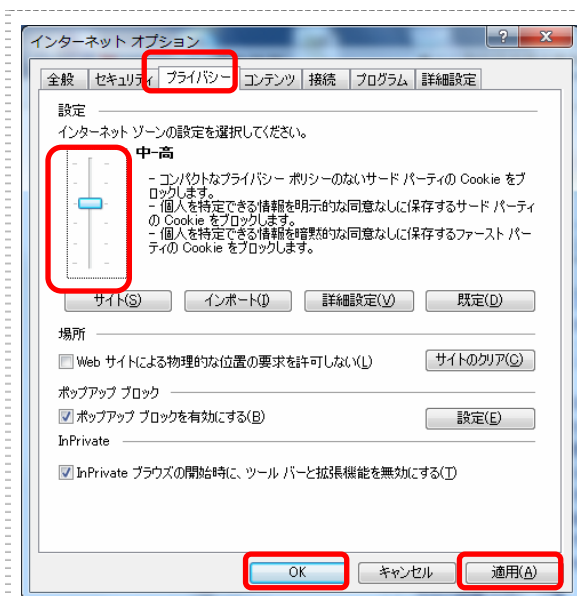 インターネット オプション
全般 セキュリティ プライバシー コンテンツ 接続 プログラム 詳細設定
設定
インターネット ゾーンの設定を選択してください。
中-高
- コンパクトなプライバシー ポリシーのないサード パーティの Cookie をブ
ロックします。
- 個人を特定できる情報を明示的な同意なしに保存するサード パーティ
の Cookie をブロックします。
- 個人を特定できる情報を暗黙的な同意なしに保存するファースト パー
ティの Cookie をブロックします。
サイト(S) インポート(I) 詳細設定(V) 既定(D)
場所
Web サイトによる物理的な位置の要求を許可しない(L) サイトのクリア(C)
ポップアップ ブロック
ポップアップ ブロックを有効にする(B) 設定(E)
InPrivate
InPrivate ブラウズの開始時に、ツール バーと拡張機能を無効にする(T)
OK キャンセル 適用(A)